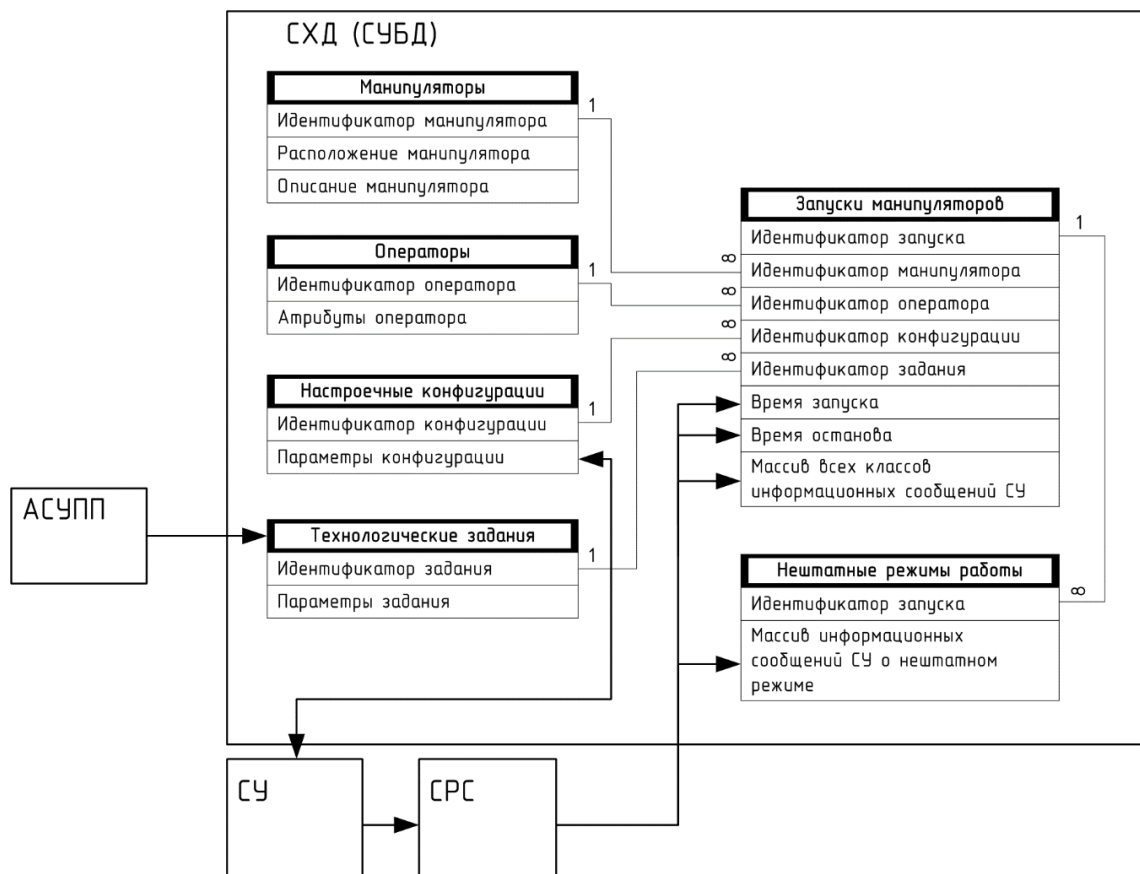 СХД (СУБД)
Манипуляторы
1
Идентификатор манипулятора
Расположение манипулятора
Описание манипулятора
Операторы
1
Идентификатор оператора
Атрибуты оператора
Настроечные конфигурации
1
Идентификатор конфигурации
Параметры конфигурации
АСУПП
Технологические задания
1
Идентификатор задания
Параметры задания
Запуски манипуляторов
1
Идентификатор запуска
∞
Идентификатор манипулятора
∞
Идентификатор оператора
∞
Идентификатор конфигурации
∞
Идентификатор задания
Время запуска
Время останова
Массив всех классов
информационных сообщений СУ
Нештатные режимы работы
Идентификатор запуска
∞
Массив информационных
сообщений СУ о нештатном
режиме
СУ
СРС